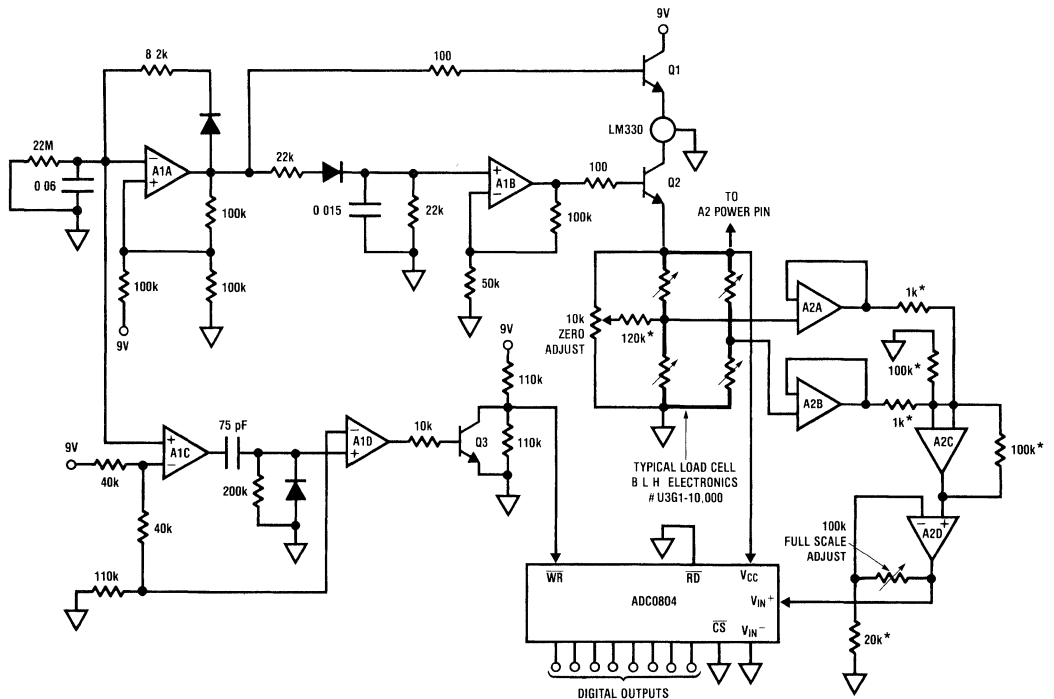 9V
8 2k
100
Q1
22M
LM330
−
A1A
+
22k
+
A1B
−
100
Q2
0 06
TO
A2 POWER PIN
0 015
22k
100k
100k
100k
100k
50k
9V
10k
ZERO
ADJUST
120k*
A2A
1k*
9V
110k
100k*
A2B
1k*
75 pF
A1D
−
+
10k
Q3
110k
A2C
+
A1C
−
9V
40k
200k
TYPICAL LOAD CELL
B L H ELECTRONICS
# U3G1-10,000
100k*
40k
100k
FULL SCALE
ADJUST
− +
A2D
110k
WR
RD
VCC
ADC0804
VIN+
CS
VIN−
20k*
DIGITAL OUTPUTS